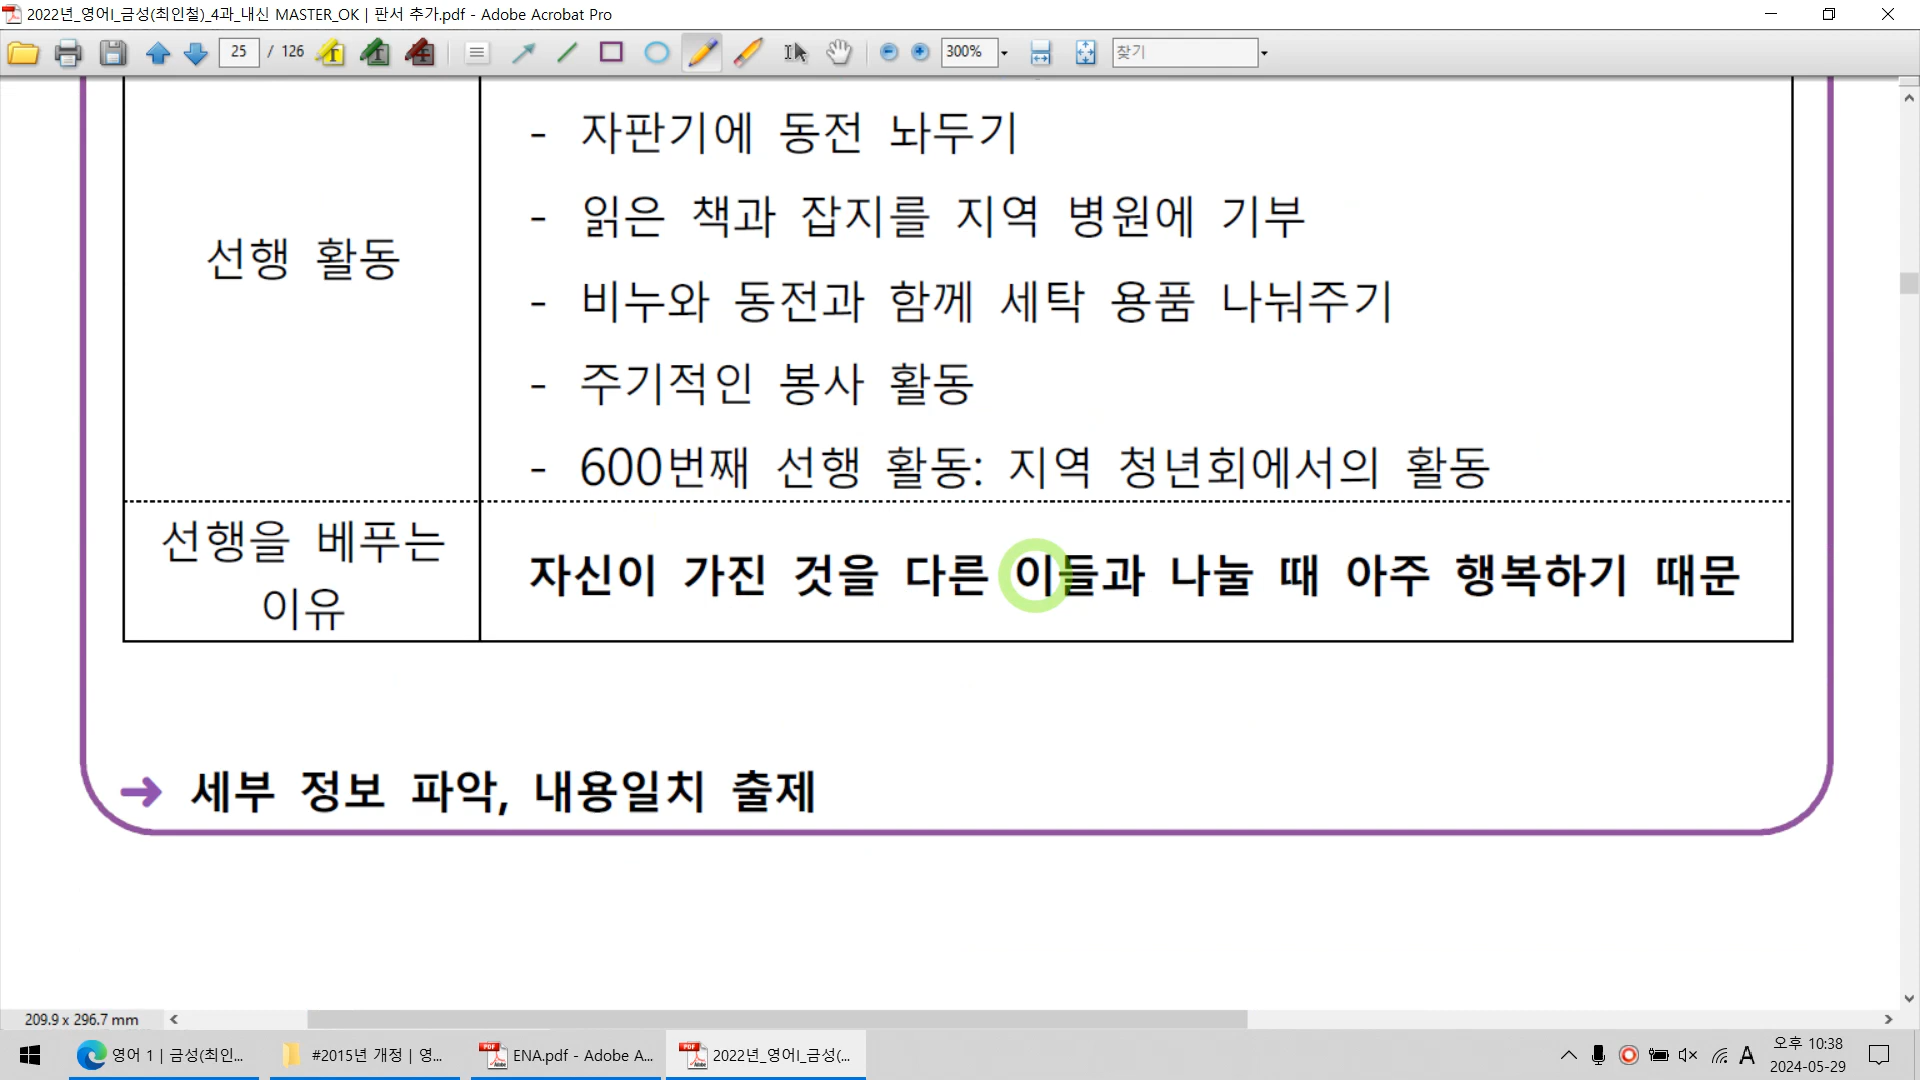 2022년_영어I_금성(최인철)_4과_내신 MASTER_OK | 판서 추가.pdf - Adobe Acrobat Pro
25 / 126 300% 찾기
- 자판기에 동전 놔두기
- 읽은 책과 잡지를 지역 병원에 기부
선행 활동
- 비누와 동전과 함께 세탁 용품 나눠주기
- 주기적인 봉사 활동
- 600번째 선행 활동: 지역 청년회에서의 활동
선행을 베푸는
이유
자신이 가진 것을 다른 이들과 나눌 때 아주 행복하기 때문
➔ 세부 정보 파악, 내용일치 출제
209.9 x 296.7 mm
영어 1 | 금성(최인... #2015년 개정 | 영... ENA.pdf - Adobe A... 2022년_영어I_금성(... A 오후 10:38
2024-05-29